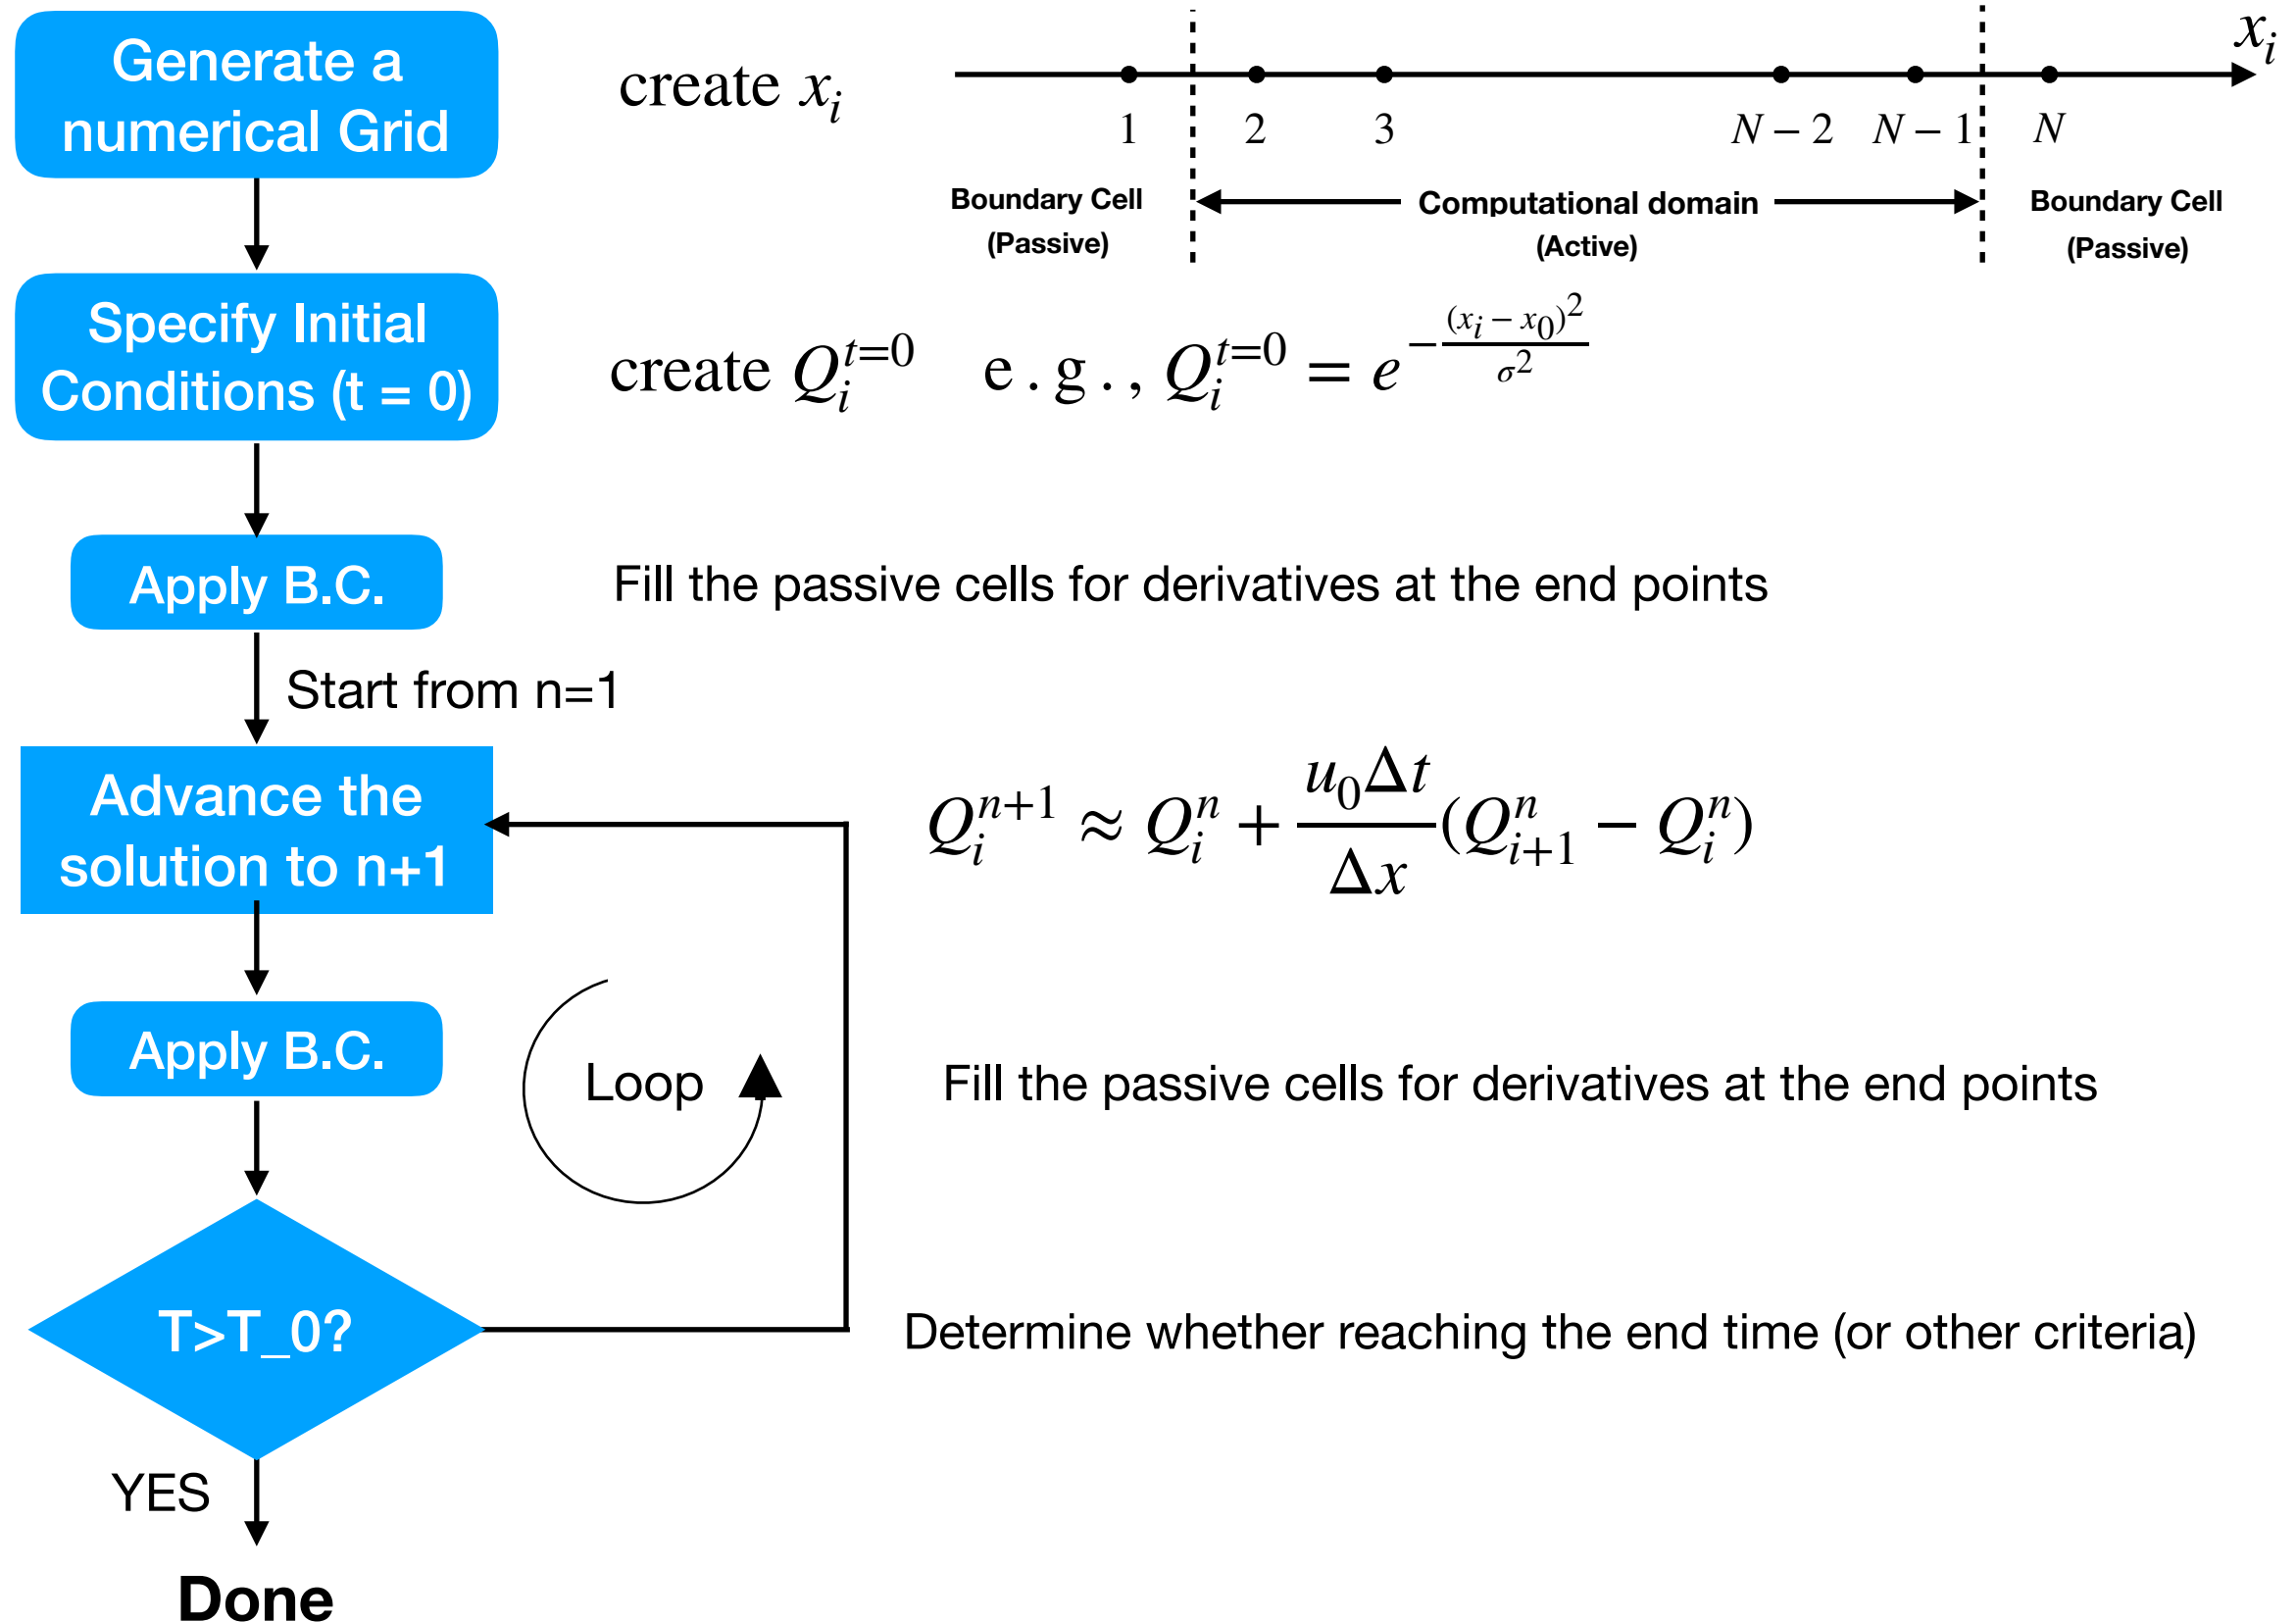 Generate a
numerical Grid
create x_i
x_i
1 2 3 N − 2 N − 1 N
Boundary Cell
(Passive)
Computational domain
(Active)
Boundary Cell
(Passive)
Specify Initial
Conditions (t = 0)
create Q_i^{t=0} e . g . , Q_i^{t=0} = e^{-\frac{(x_i - x_0)^2}{σ^2}}
Apply B.C.
Fill the passive cells for derivatives at the end points
Start from n=1
Advance the
solution to n+1
Q_i^{n+1} ≈ Q_i^n + \frac{u_0 Δt}{Δx}(Q_{i+1}^n − Q_i^n)
Apply B.C.
Loop
Fill the passive cells for derivatives at the end points
T>T_0?
Determine whether reaching the end time (or other criteria)
YES
Done